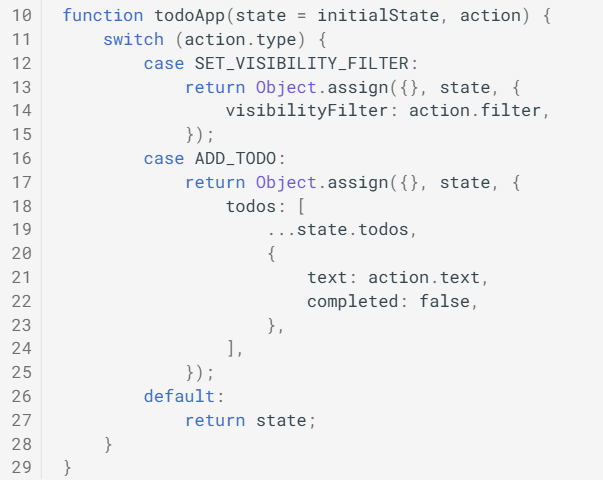 10 function todoApp(state = initialState, action) {
11     switch (action.type) {
12         case SET_VISIBILITY_FILTER:
13             return Object.assign({}, state, {
14                 visibilityFilter: action.filter,
15             });
16         case ADD_TODO:
17             return Object.assign({}, state, {
18                 todos: [
19                     ...state.todos,
20                     {
21                         text: action.text,
22                         completed: false,
23                     },
24                 ],
25             });
26         default:
27             return state;
28     }
29 }